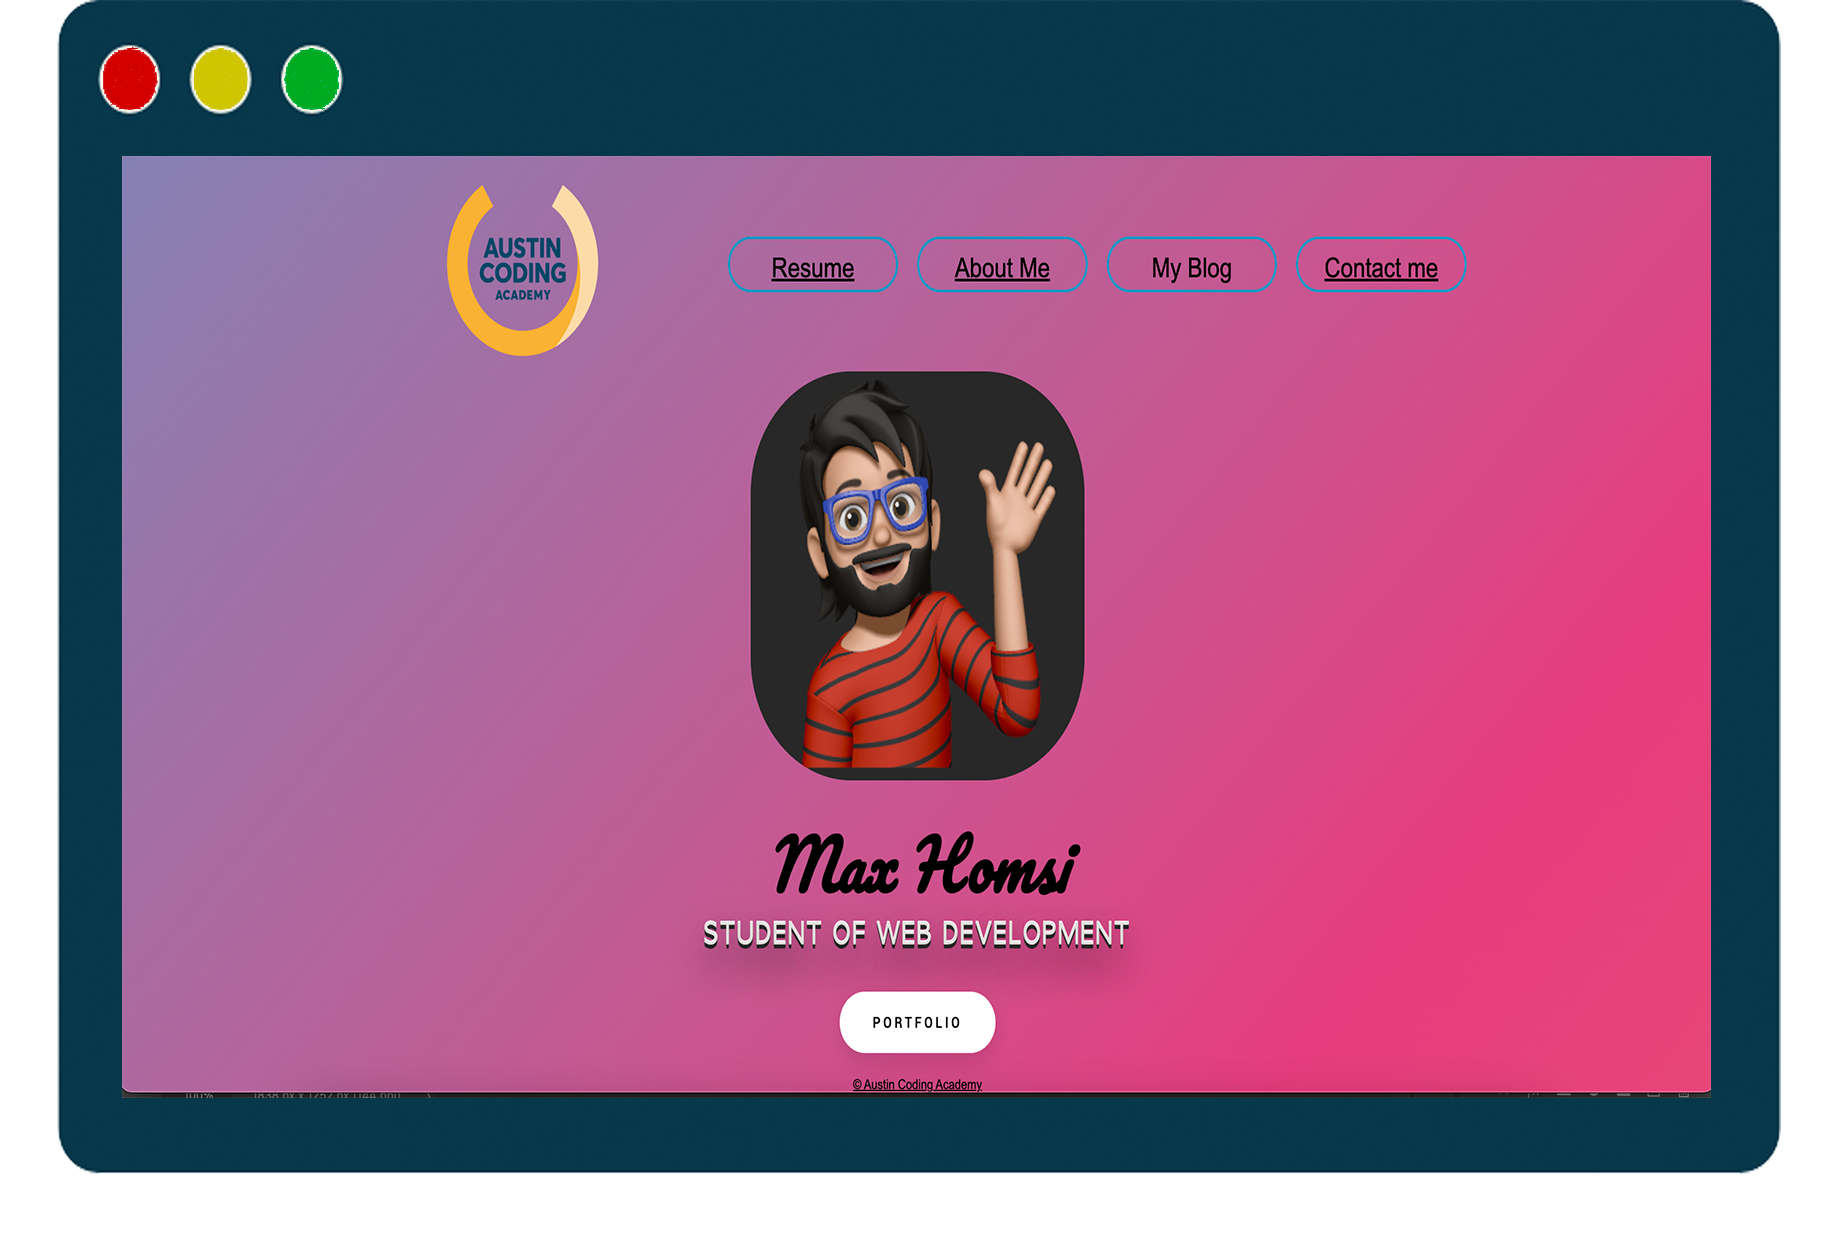 AUSTIN
CODING
ACADEMY
Resume
About Me
My Blog
Contact me
Max Homsi
STUDENT OF WEB DEVELOPMENT
PORTFOLIO
© Austin Coding Academy
100%